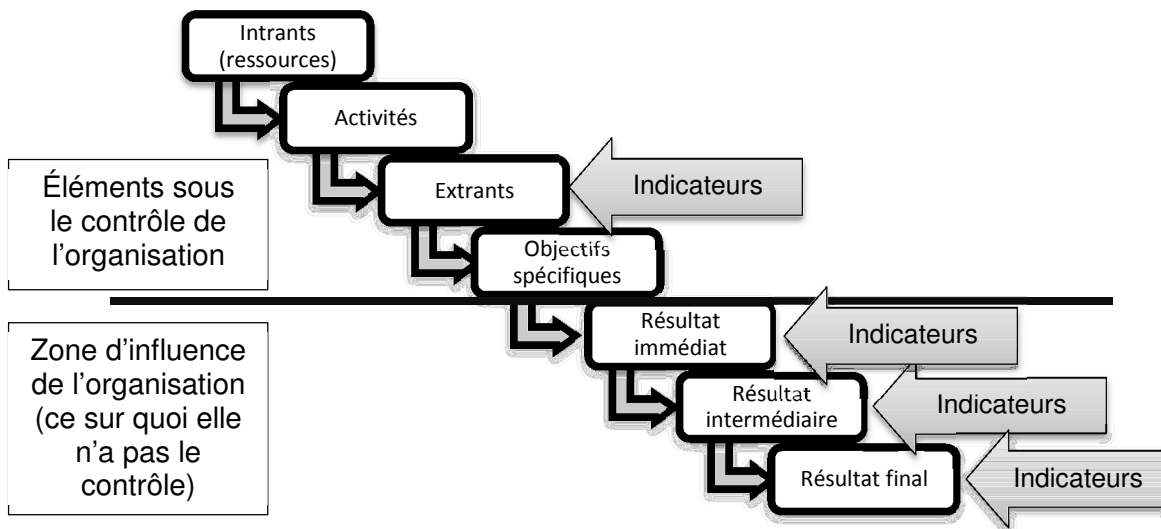 Intrants
(ressources)
Activités
Extrants
Indicateurs
Éléments sous
le contrôle de
l'organisation
Objectifs
spécifiques
Résultat
immédiat
Indicateurs
Zone d'influence
de l'organisation
(ce sur quoi elle
n'a pas le
contrôle)
Résultat
intermédiaire
Indicateurs
Résultat final
Indicateurs